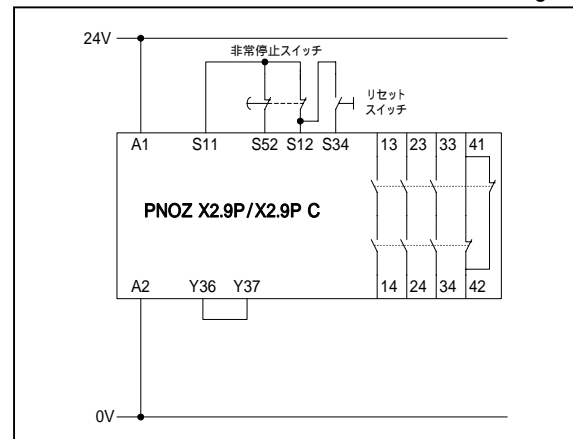 24V
非常停止スイッチ
リセット
スイッチ
A1 S11 S52 S12 S34 13 23 33 41
PNOZ X2.9P/X2.9P C
A2 Y36 Y37 14 24 34 42
0V